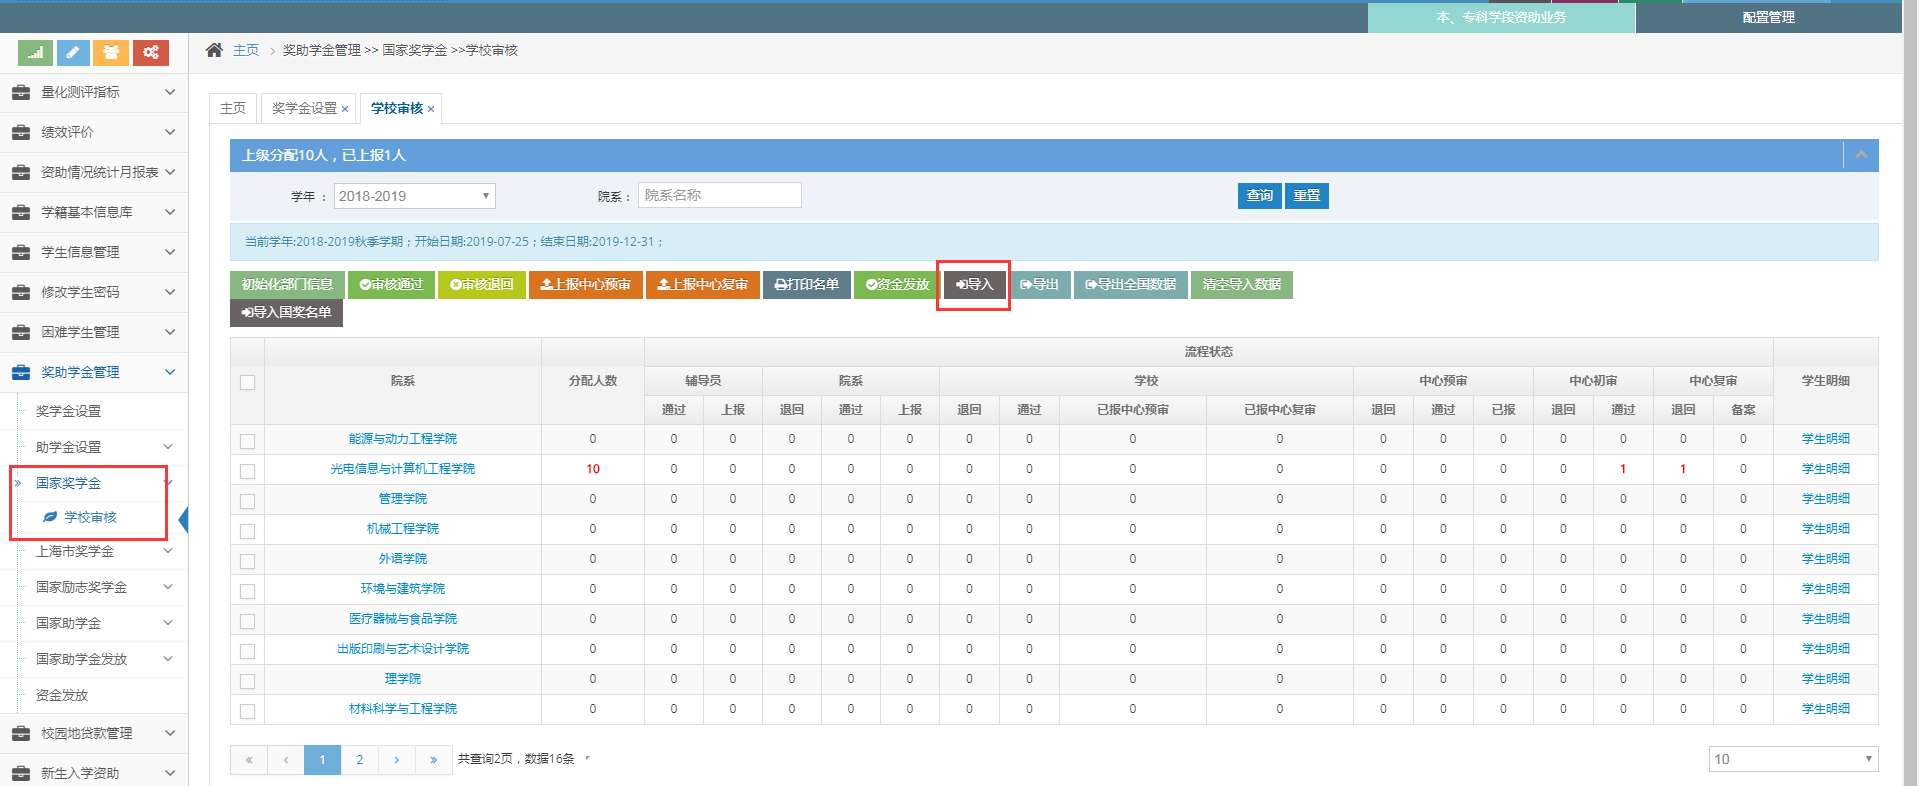 本、专科学段资助业务 配置管理
主页 奖助学金管理 >> 国家奖学金 >>学校审核
量化测评指标
绩效评价
资助情况统计月报表
学籍基本信息库
学生信息管理
修改学生密码
困难学生管理
奖助学金管理
奖学金设置
助学金设置
国家奖学金
学校审核
上海市奖学金
国家励志奖学金
国家助学金
国家助学金发放
资金发放
校园地贷款管理
新生入学资助
主页 奖学金设置 × 学校审核 ×
上级分配10人，已上报1人
学年 ： 2018-2019 院系： 院系名称 查询 重置
当前学年:2018-2019秋季学期；开始日期:2019-07-25；结束日期:2019-12-31；
初始化部门信息 审核通过 审核退回 上报中心预审 上报中心复审 打印名单 资金发放 导入 导出 导出全国数据 清空导入数据
导入国奖名单
流程状态
院系 分配人数 辅导员 院系 学校 中心预审 中心初审 中心复审 学生明细
通过 上报 退回 通过 上报 退回 通过 已报中心预审 已报中心复审 退回 通过 已报 退回 通过 退回 备案
能源与动力工程学院 0 0 0 0 0 0 0 0 0 0 0 0 0 0 0 0 0 学生明细
光电信息与计算机工程学院 10 0 0 0 0 0 0 0 0 0 0 0 0 0 1 1 0 学生明细
管理学院 0 0 0 0 0 0 0 0 0 0 0 0 0 0 0 0 0 学生明细
机械工程学院 0 0 0 0 0 0 0 0 0 0 0 0 0 0 0 0 0 学生明细
外语学院 0 0 0 0 0 0 0 0 0 0 0 0 0 0 0 0 0 学生明细
环境与建筑学院 0 0 0 0 0 0 0 0 0 0 0 0 0 0 0 0 0 学生明细
医疗器械与食品学院 0 0 0 0 0 0 0 0 0 0 0 0 0 0 0 0 0 学生明细
出版印刷与艺术设计学院 0 0 0 0 0 0 0 0 0 0 0 0 0 0 0 0 0 学生明细
理学院 0 0 0 0 0 0 0 0 0 0 0 0 0 0 0 0 0 学生明细
材料科学与工程学院 0 0 0 0 0 0 0 0 0 0 0 0 0 0 0 0 0 学生明细
« ‹ 1 2 › » 共查询2页，数据16条 10